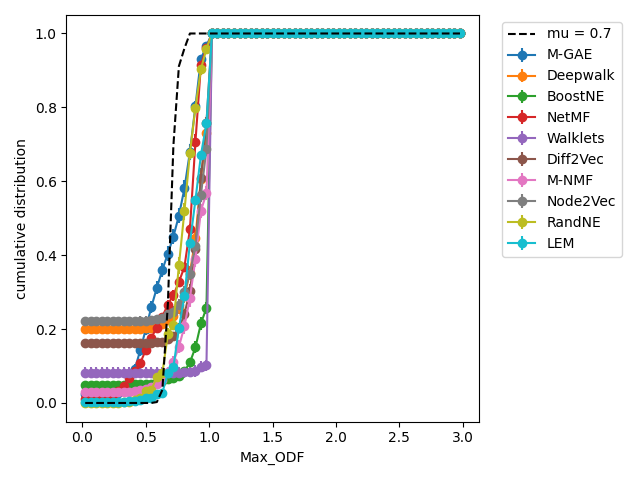 1.0
0.8
0.6
0.4
0.2
0.0
cumulative distribution
0.0 0.5 1.0 1.5 2.0 2.5 3.0
Max_ODF
mu = 0.7
M-GAE
Deepwalk
BoostNE
NetMF
Walklets
Diff2Vec
M-NMF
Node2Vec
RandNE
LEM